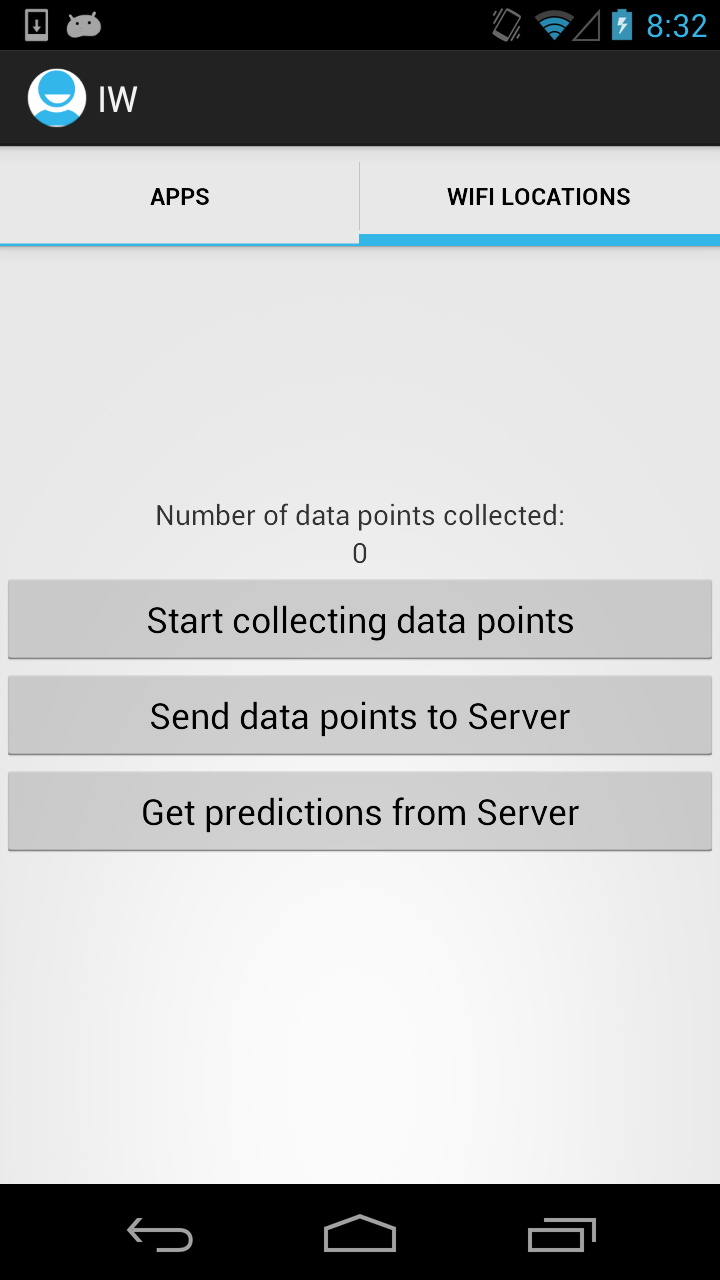 8:32
IW
APPS
WIFI LOCATIONS
Number of data points collected:
0
Start collecting data points
Send data points to Server
Get predictions from Server